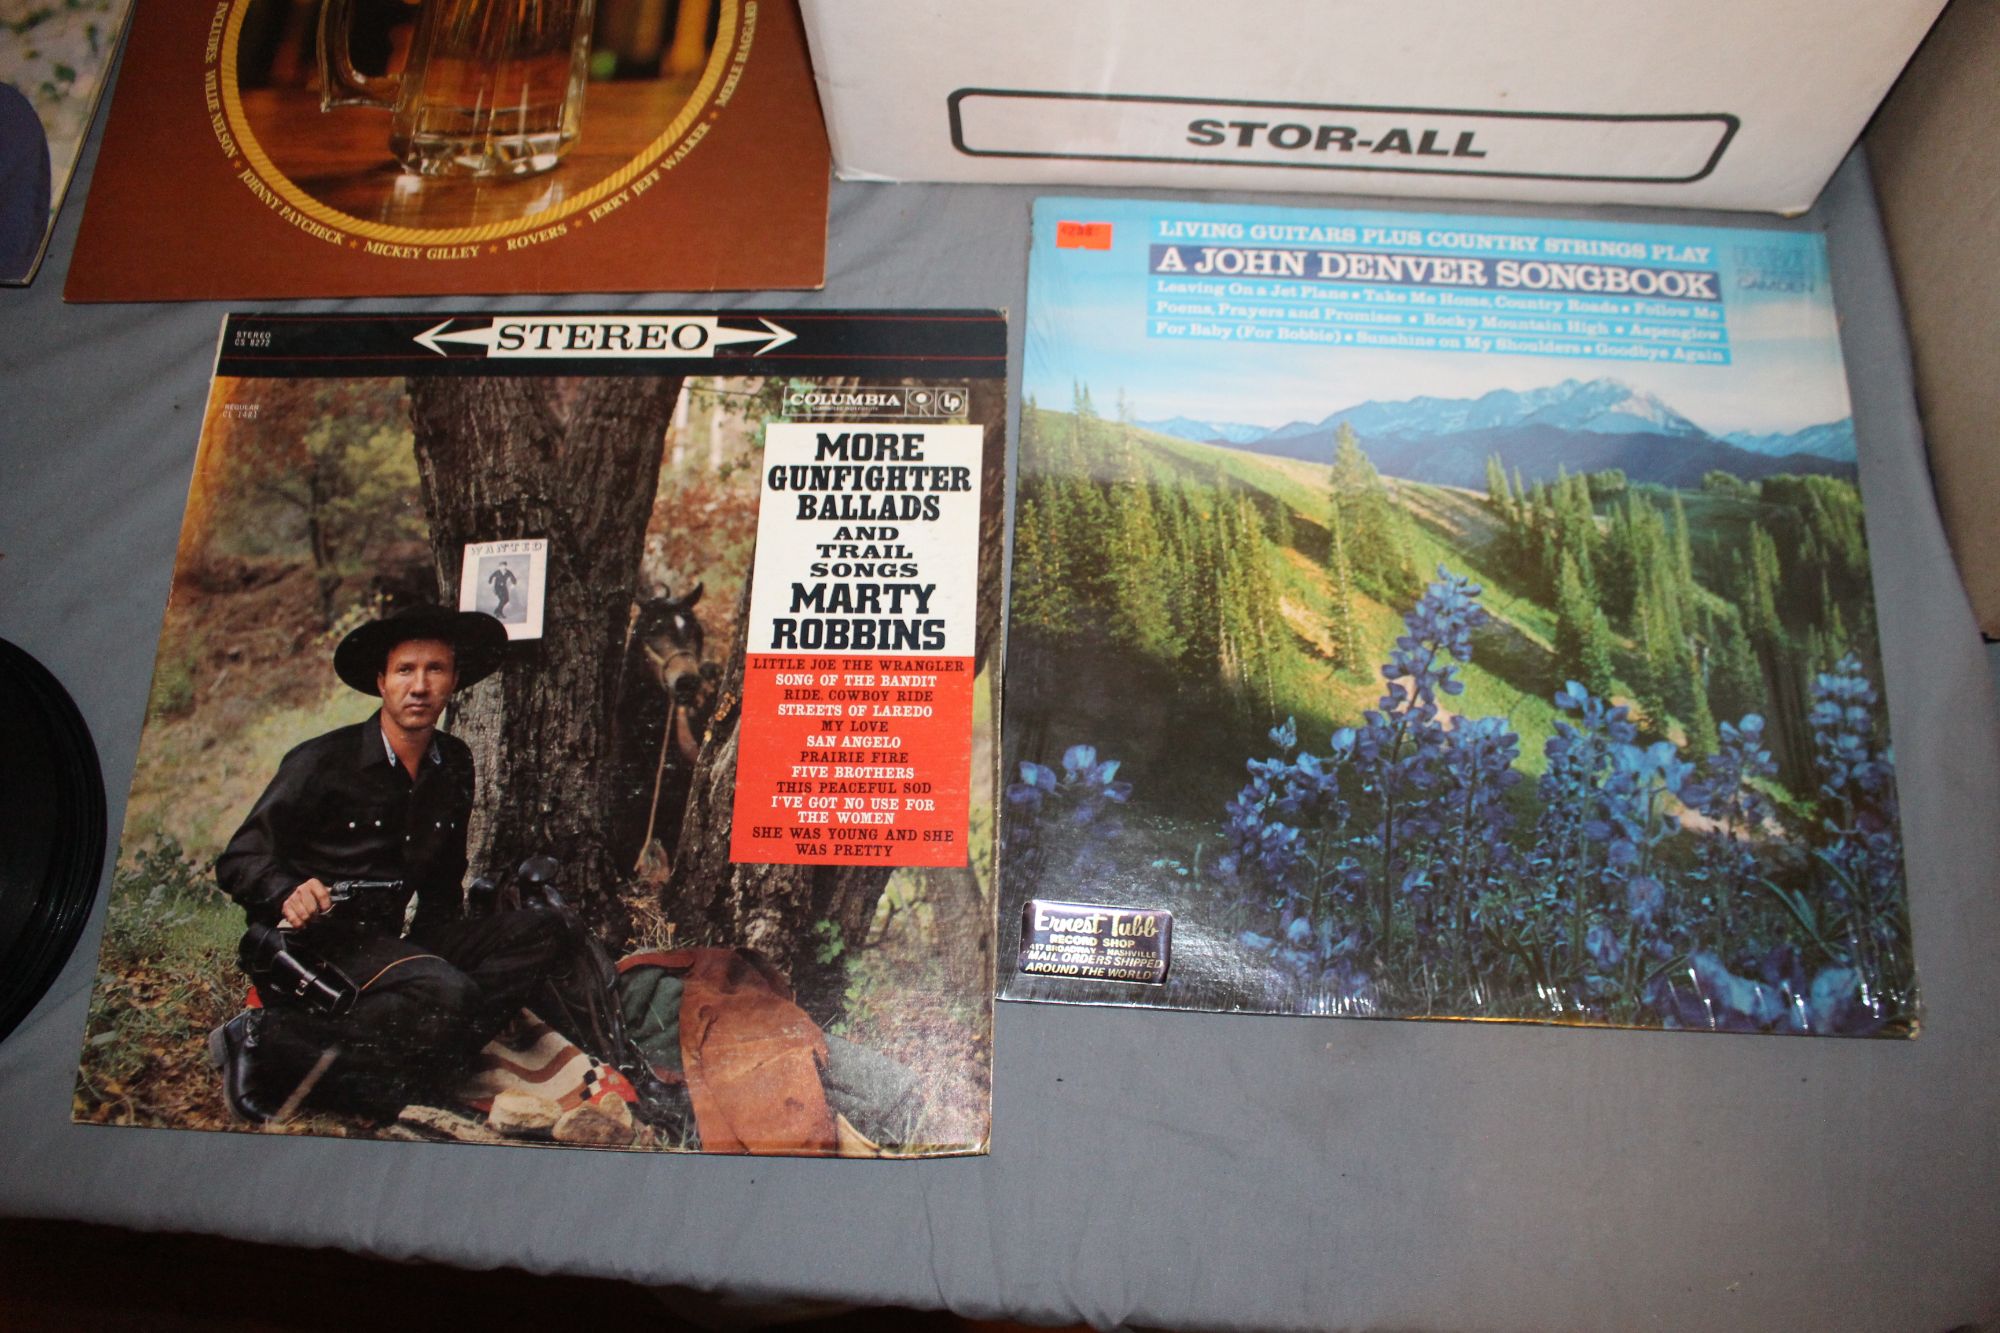 INCLUDES: WILLIE NELSON ★ JOHNNY PAYCHECK ★ MICKEY GILLEY ★ ROVERS ★ JERRY JEFF WALKER ★ MERLE HAGGARD
STOR-ALL
STEREO
CS 8272
STEREO
REGULAR
CL 1481
COLUMBIA
Lp
MORE
GUNFIGHTER
BALLADS
AND
TRAIL
SONGS
MARTY
ROBBINS
LITTLE JOE THE WRANGLER
SONG OF THE BANDIT
RIDE, COWBOY RIDE
STREETS OF LAREDO
MY LOVE
SAN ANGELO
PRAIRIE FIRE
FIVE BROTHERS
THIS PEACEFUL SOD
I'VE GOT NO USE FOR
THE WOMEN
SHE WAS YOUNG AND SHE
WAS PRETTY
WANTED
LIVING GUITARS PLUS COUNTRY STRINGS PLAY
A JOHN DENVER SONGBOOK
Leaving On a Jet Plane • Take Me Home, Country Roads • Follow Me
Poems, Prayers and Promises • Rocky Mountain High • Aspenglow
For Baby (For Bobbie) • Sunshine on My Shoulders • Goodbye Again
CAMDEN
Ernest Tubb
RECORD SHOP
417 BROADWAY - NASHVILLE
"MAIL ORDERS SHIPPED
AROUND THE WORLD"